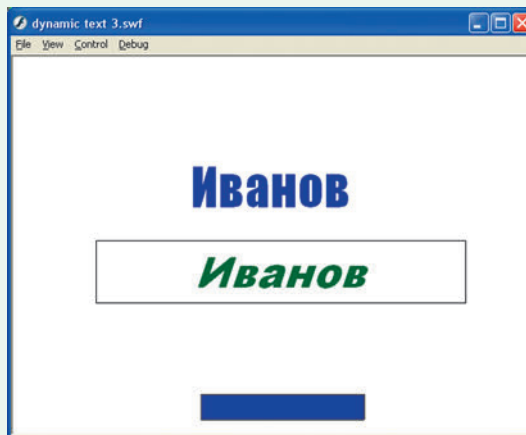 dynamic text 3.swf
File View Control Debug
Иванов
Иванов